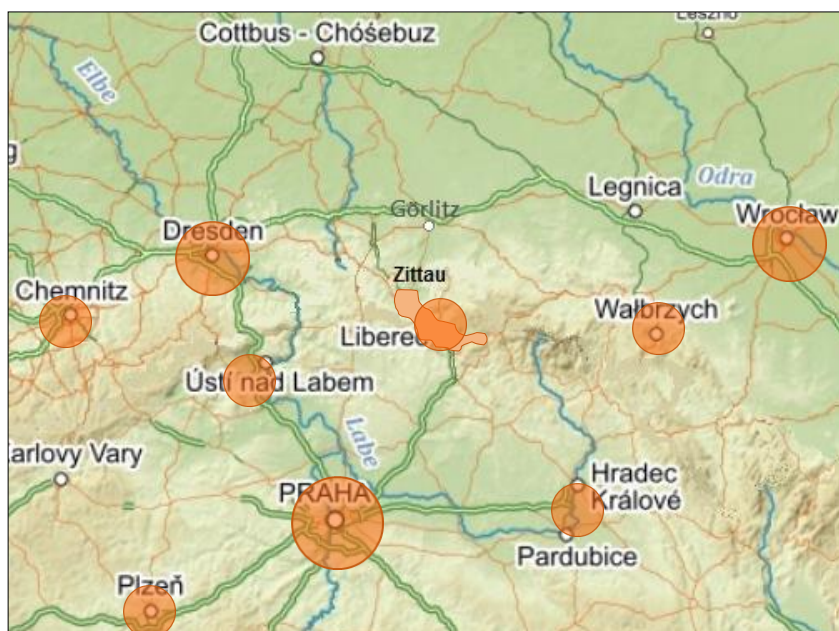 Leszno
Cottbus - Chóśebuz
Elbe
g
Legnica
Odra
Görlitz
Wrocław
Dresden
Zittau
Chemnitz
Wałbrzych
Liberec
Ústí nad Labem
Labe
Karlovy Vary
Hradec
Králové
PRAHA
Pardubice
Plzeň